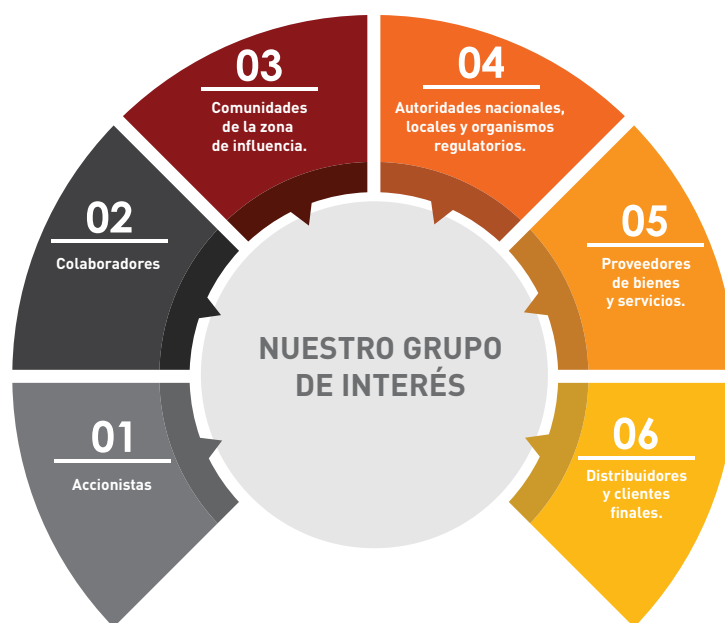 NUESTRO GRUPO
DE INTERÉS
01
Accionistas
02
Colaboradores
03
Comunidades
de la zona
de influencia.
04
Autoridades nacionales,
locales y organismos
regulatorios.
05
Proveedores
de bienes
y servicios.
06
Distribuidores
y clientes
finales.